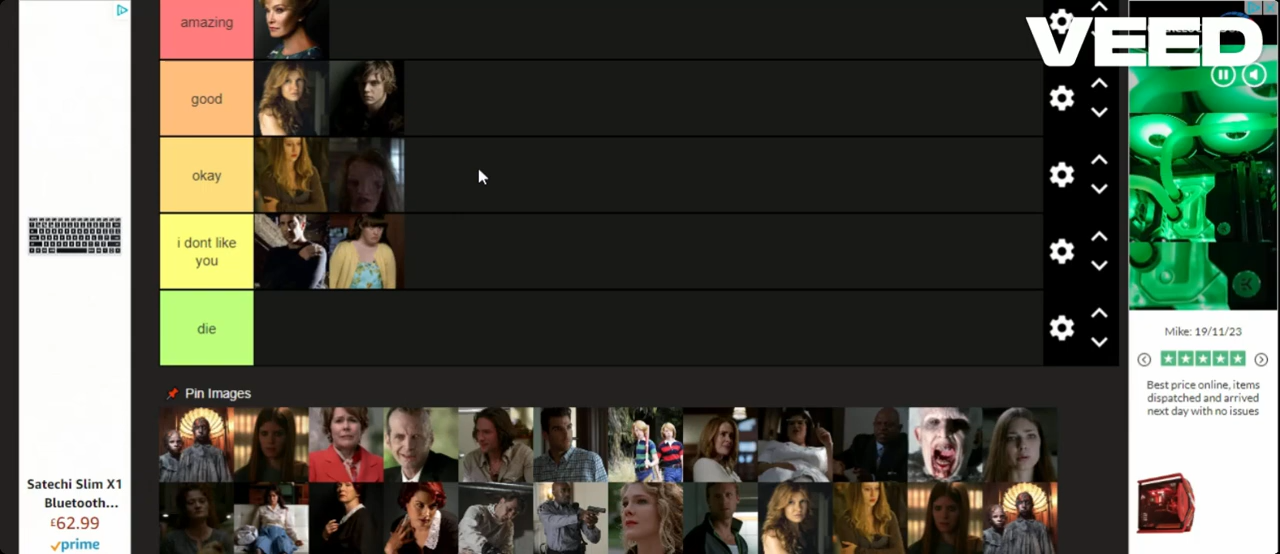 amazing
VEED
good
okay
i dont like
you
die
Mike: 19/11/23
Best price online, items
dispatched and arrived
next day with no issues
Pin Images
Satechi Slim X1
Bluetooth...
£62.99
prime